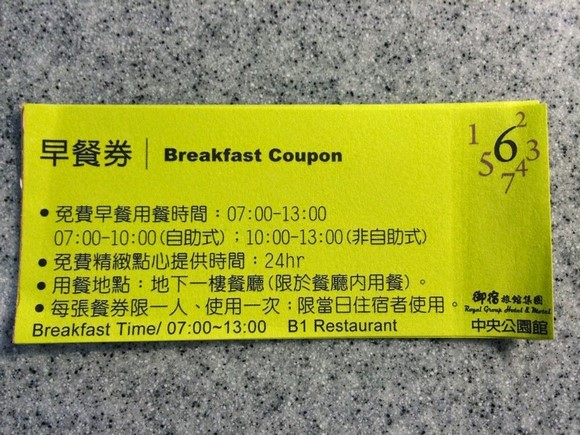 早餐券 Breakfast Coupon
1 2 3 4 5 6 7
● 免費早餐用餐時間：07:00-13:00
07:00-10:00(自助式)；10:00-13:00(非自助式)
● 免費精緻點心提供時間：24hr
● 用餐地點：地下一樓餐廳(限於餐廳內用餐)。
● 每張餐券限一人、使用一次；限當日住宿者使用。
Breakfast Time/ 07:00~13:00 B1 Restaurant
御宿旅館集團
Royal Group Hotel & Motel
中央公園館